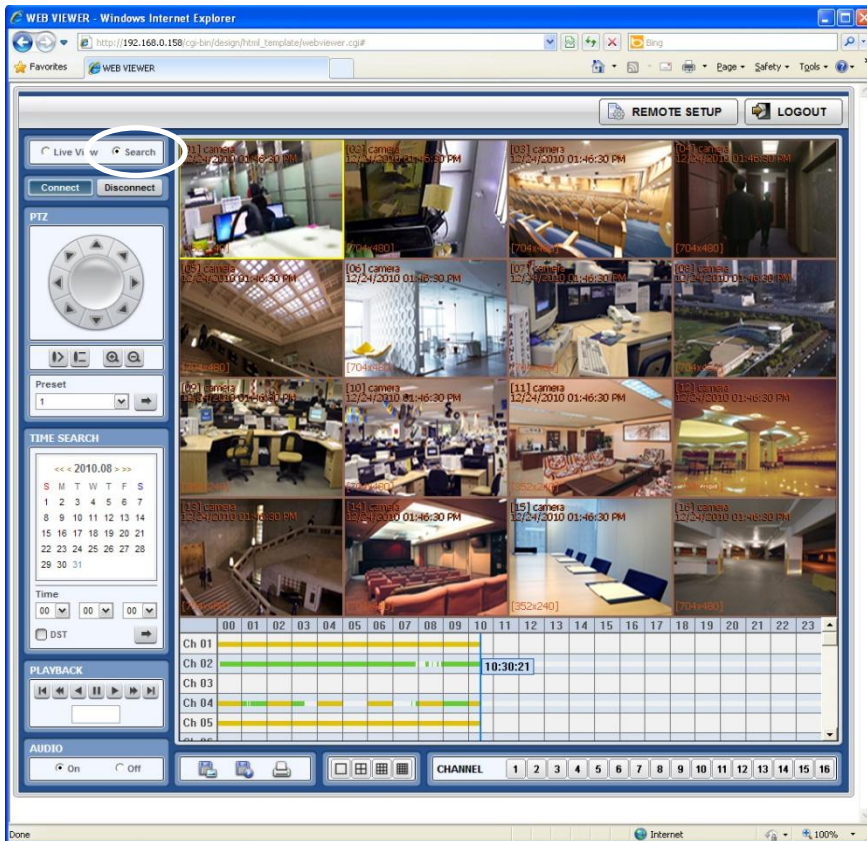 WEB VIEWER - Windows Internet Explorer
http://192.168.0.158/cgi-bin/design/html_template/webviewer.cgi#
Bing
Favorites WEB VIEWER Page Safety Tools
REMOTE SETUP LOGOUT
Live View Search
Connect Disconnect
PTZ
Preset
1
TIME SEARCH
<< < 2010.08 > >>
S M T W T F S
1 2 3 4 5 6 7
8 9 10 11 12 13 14
15 16 17 18 19 20 21
22 23 24 25 26 27 28
29 30 31
Time
00 00 00
DST
PLAYBACK
AUDIO
On Off
[01] camera [02] camera [03] camera [04] camera
12/24/2010 01:46:30 PM 12/24/2010 01:46:30 PM 12/24/2010 01:46:30 PM 12/24/2010 01:46:30 PM
[704x480] [704x480] [704x480]
[05] camera [06] camera [07] camera [08] camera
12/24/2010 01:46:30 PM 12/24/2010 01:46:30 PM 12/24/2010 01:46:30 PM 12/24/2010 01:46:30 PM
[704x480] [704x480] [704x480] [704x480]
[09] camera [10] camera [11] camera [12] camera
12/24/2010 01:46:30 PM 12/24/2010 01:46:30 PM 12/24/2010 01:46:30 PM 12/24/2010 01:46:30 PM
[352x240]
[13] camera [14] camera [15] camera [16] camera
12/24/2010 01:46:30 PM 12/24/2010 01:46:30 PM 12/24/2010 01:46:30 PM 12/24/2010 01:46:30 PM
[352x240] [704x480]
00 01 02 03 04 05 06 07 08 09 10 11 12 13 14 15 16 17 18 19 20 21 22 23
Ch 01
Ch 02
10:30:21
Ch 03
Ch 04
Ch 05
CHANNEL 1 2 3 4 5 6 7 8 9 10 11 12 13 14 15 16
Done Internet 100%